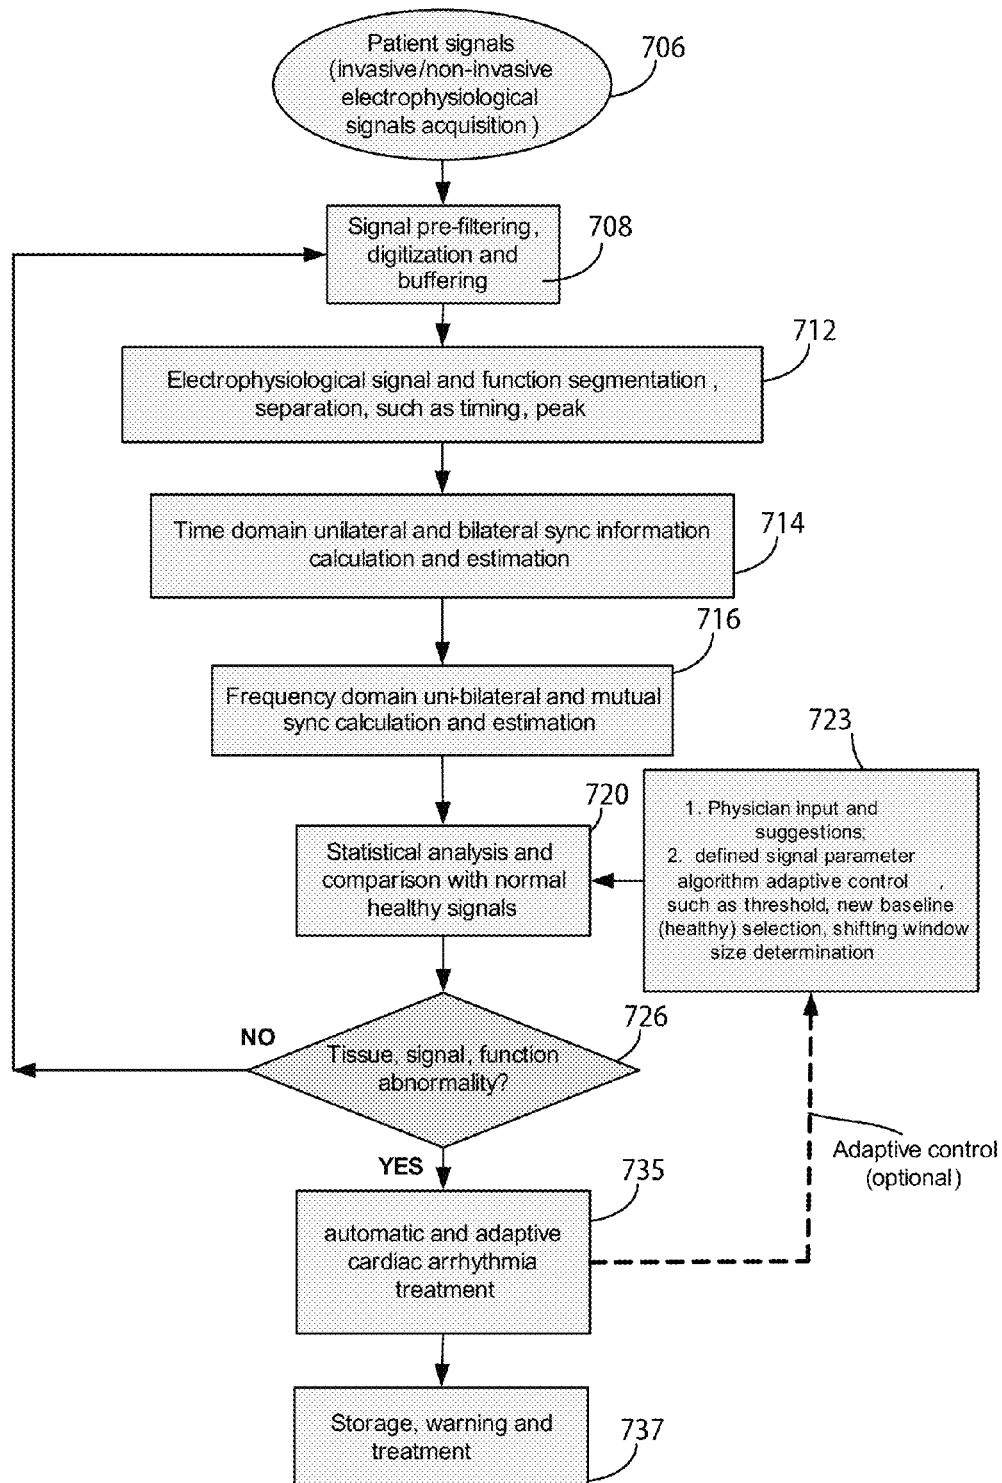 Patient signals
(invasive/non-invasive
electrophysiological
signals acquisition )
706
Signal pre-filtering,
digitization and
buffering
708
712
Electrophysiological signal and function segmentation ,
separation, such as timing, peak
Time domain unilateral and bilateral sync information
calculation and estimation
714
716
Frequency domain uni-bilateral and mutual
sync calculation and estimation
723
720
Statistical analysis and
comparison with normal
healthy signals
1. Physician input and
suggestions;
2. defined signal parameter
algorithm adaptive control ,
such as threshold, new baseline
(healthy) selection, shifting window
size determination
726
NO
Tissue, signal, function
abnormality?
YES
Adaptive control
(optional)
735
automatic and adaptive
cardiac arrhythmia
treatment
Storage, warning and
treatment
737